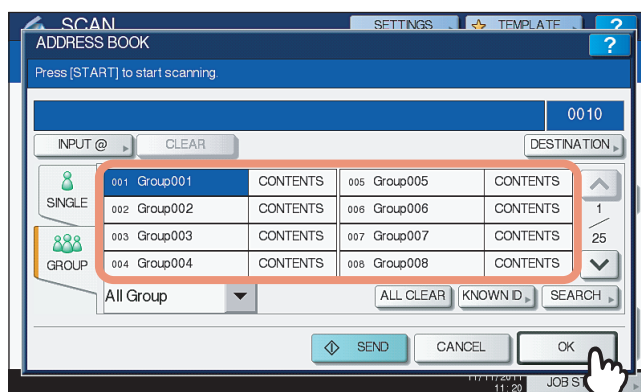 SCAN SETTINGS TEMPLATE ?
ADDRESS BOOK ?
Press [START] to start scanning.
0010
INPUT @ CLEAR DESTINATION
SINGLE
GROUP
001 Group001 CONTENTS 005 Group005 CONTENTS
002 Group002 CONTENTS 006 Group006 CONTENTS
003 Group003 CONTENTS 007 Group007 CONTENTS
004 Group004 CONTENTS 008 Group008 CONTENTS
1
25
All Group ALL CLEAR KNOWN ID SEARCH
SEND CANCEL OK
11:20 JOB